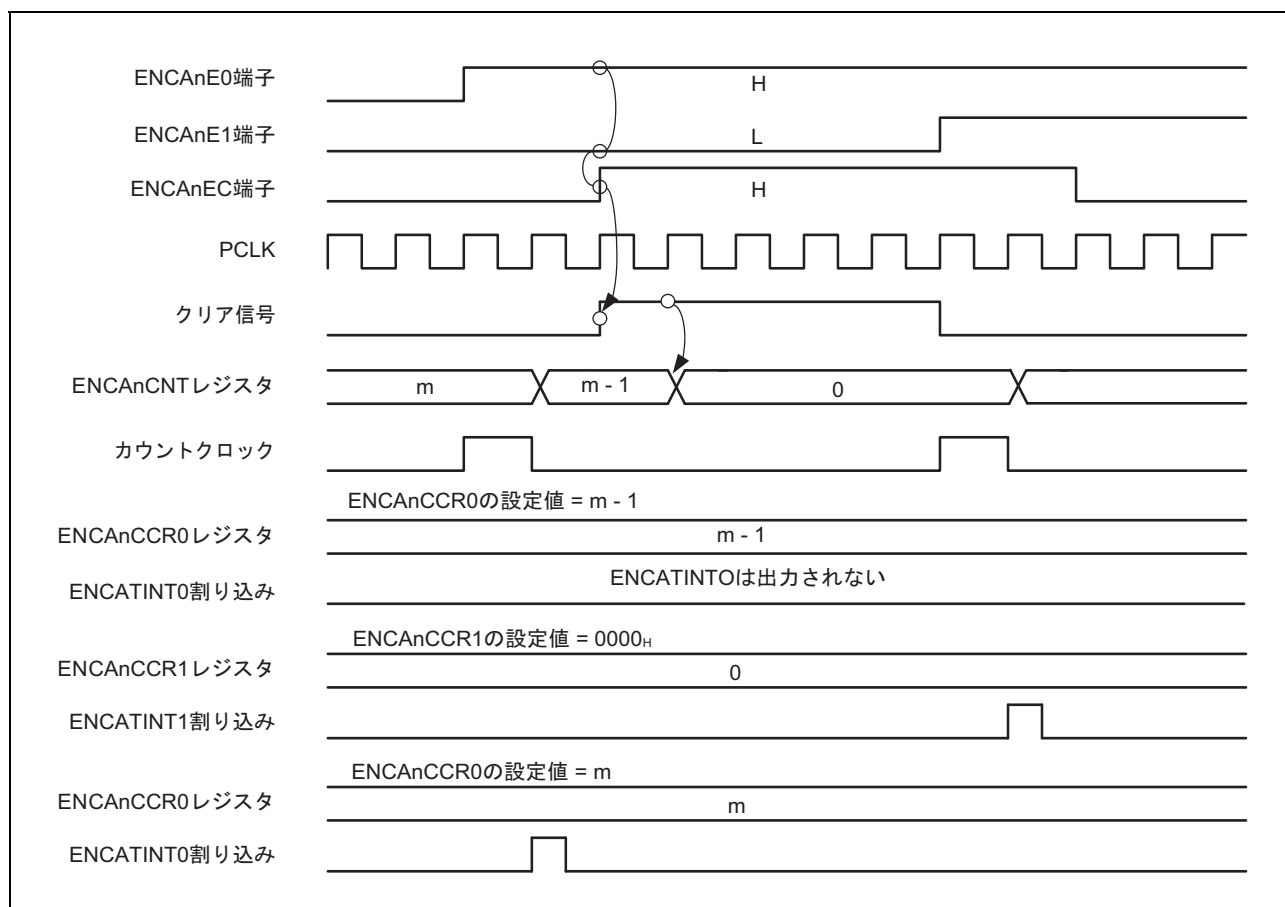 ENCAnE0端子
H
ENCAnE1端子
L
ENCAnEC端子
H
PCLK
クリア信号
ENCAnCNTレジスタ
m
m - 1
0
カウントクロック
ENCAnCCR0の設定値 = m - 1
ENCAnCCR0レジスタ
m - 1
ENCATINT0割り込み
ENCATINTOは出力されない
ENCAnCCR1の設定値 = 0000H
ENCAnCCR1レジスタ
0
ENCATINT1割り込み
ENCAnCCR0の設定値 = m
ENCAnCCR0レジスタ
m
ENCATINT0割り込み